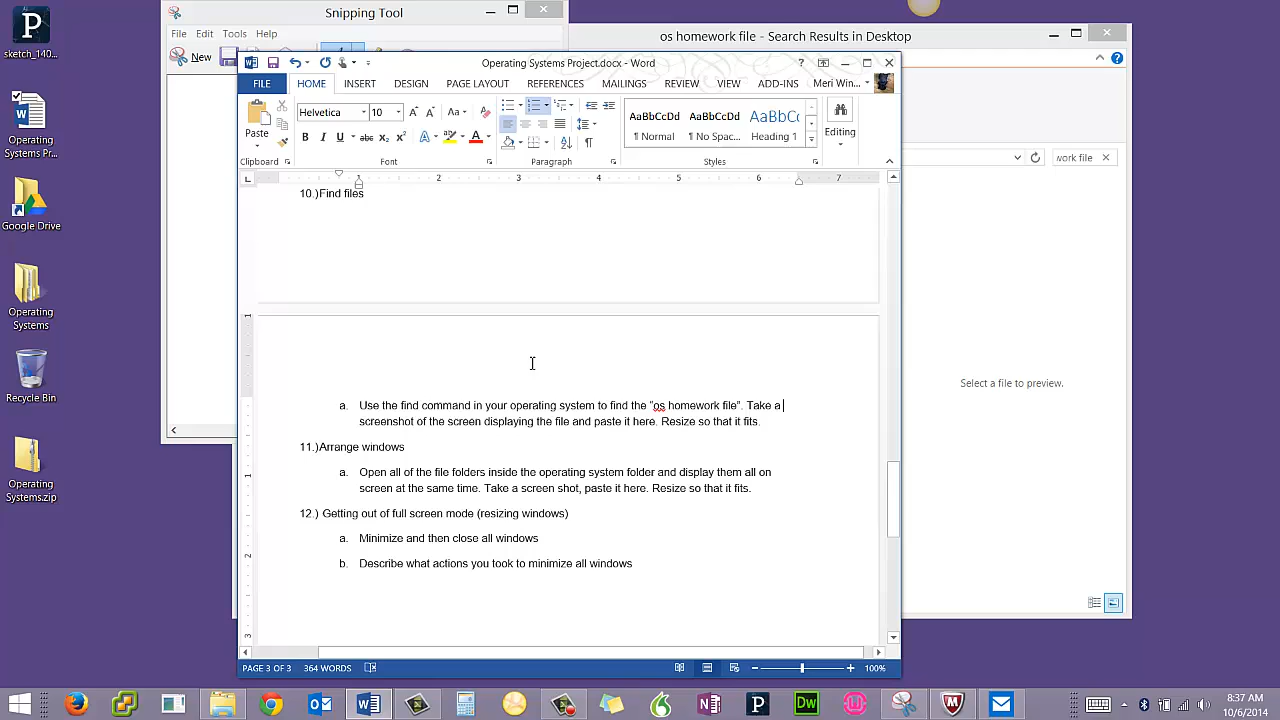 Snipping Tool
File Edit Tools Help
New
os homework file - Search Results in Desktop
Operating Systems Project.docx - Word
FILE HOME INSERT DESIGN PAGE LAYOUT REFERENCES MAILINGS REVIEW VIEW ADD-INS Meri Win...
Paste
Helvetica 10
AaBbCcDd AaBbCcDd AaBbCc
¶ Normal ¶ No Spac... Heading 1
Editing
Clipboard Font Paragraph Styles
work file
10.)Find files
a. Use the find command in your operating system to find the "os homework file". Take a
screenshot of the screen displaying the file and paste it here. Resize so that it fits.
11.)Arrange windows
a. Open all of the file folders inside the operating system folder and display them all on
screen at the same time. Take a screen shot, paste it here. Resize so that it fits.
12.) Getting out of full screen mode (resizing windows)
a. Minimize and then close all windows
b. Describe what actions you took to minimize all windows
PAGE 3 OF 3 364 WORDS 100%
Select a file to preview.
sketch_140...
Operating
Systems Pr...
Google Drive
Operating
Systems
Recycle Bin
Operating
Systems.zip
8:37 AM
10/6/2014